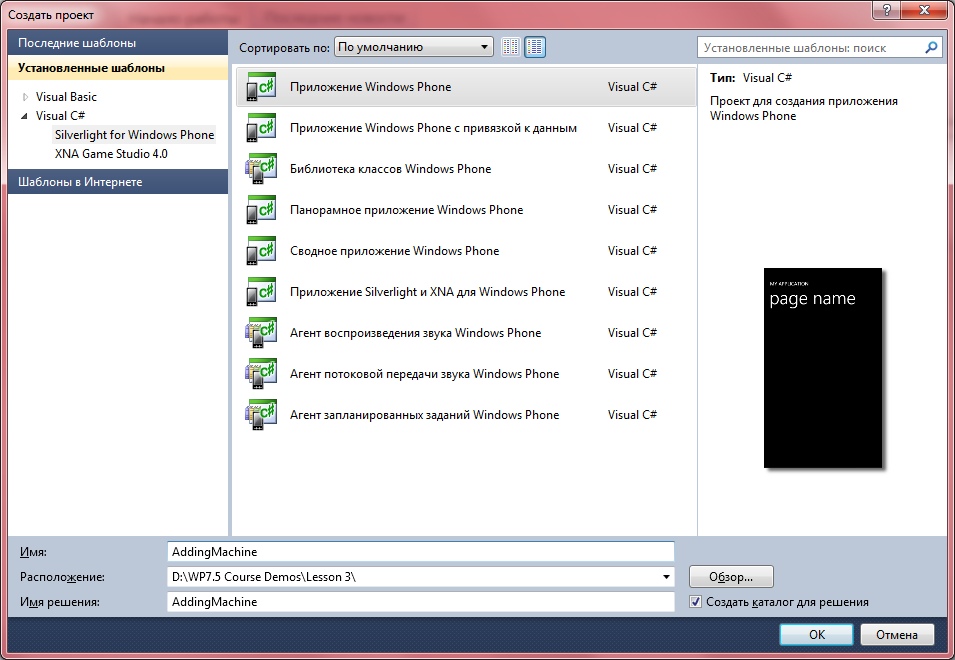 Создать проект
Последние шаблоны
Установленные шаблоны
Visual Basic
Visual C#
Silverlight for Windows Phone
XNA Game Studio 4.0
Шаблоны в Интернете
Сортировать по: По умолчанию
Приложение Windows Phone Visual C#
Приложение Windows Phone с привязкой к данным Visual C#
Библиотека классов Windows Phone Visual C#
Панорамное приложение Windows Phone Visual C#
Сводное приложение Windows Phone Visual C#
Приложение Silverlight и XNA для Windows Phone Visual C#
Агент воспроизведения звука Windows Phone Visual C#
Агент потоковой передачи звука Windows Phone Visual C#
Агент запланированных заданий Windows Phone Visual C#
Установленные шаблоны: поиск
Тип: Visual C#
Проект для создания приложения
Windows Phone
MY APPLICATION
page name
Имя: AddingMachine
Расположение: D:\WP7.5 Course Demos\Lesson 3\ Обзор...
Имя решения: AddingMachine Создать каталог для решения
OK Отмена